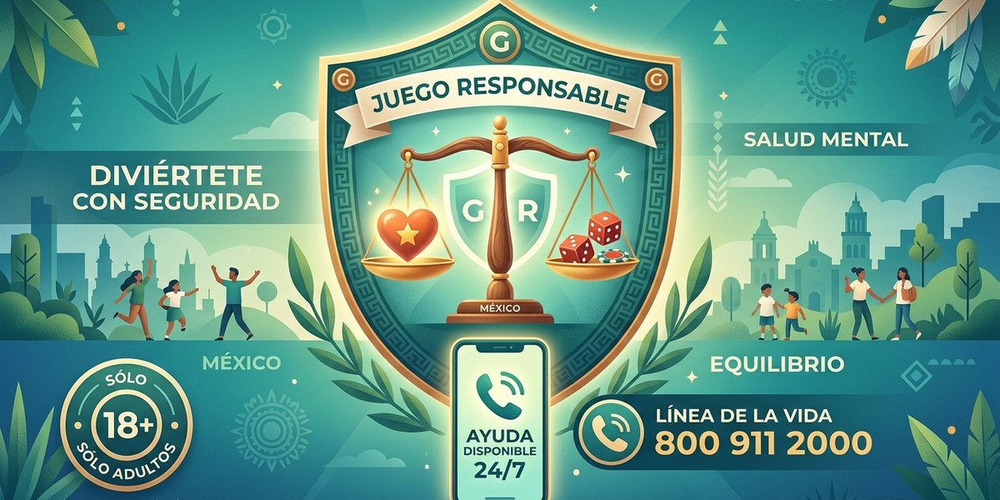 G
G
G
JUEGO RESPONSABLE
DIVIÉRTETE
CON SEGURIDAD
SALUD MENTAL
G R
MÉXICO
MÉXICO
EQUILIBRIO
SÓLO
18+
SÓLO ADULTOS
AYUDA
DISPONIBLE
24/7
LÍNEA DE LA VIDA
800 911 2000